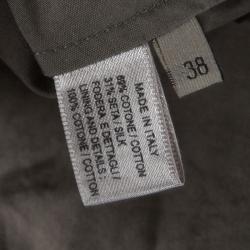 38
MADE IN ITALY
69% COTONE / COTTON
31% SETA / SILK
FODERA E DETTAGLI /
LINING AND DETAILS
100% COTONE / COTTON